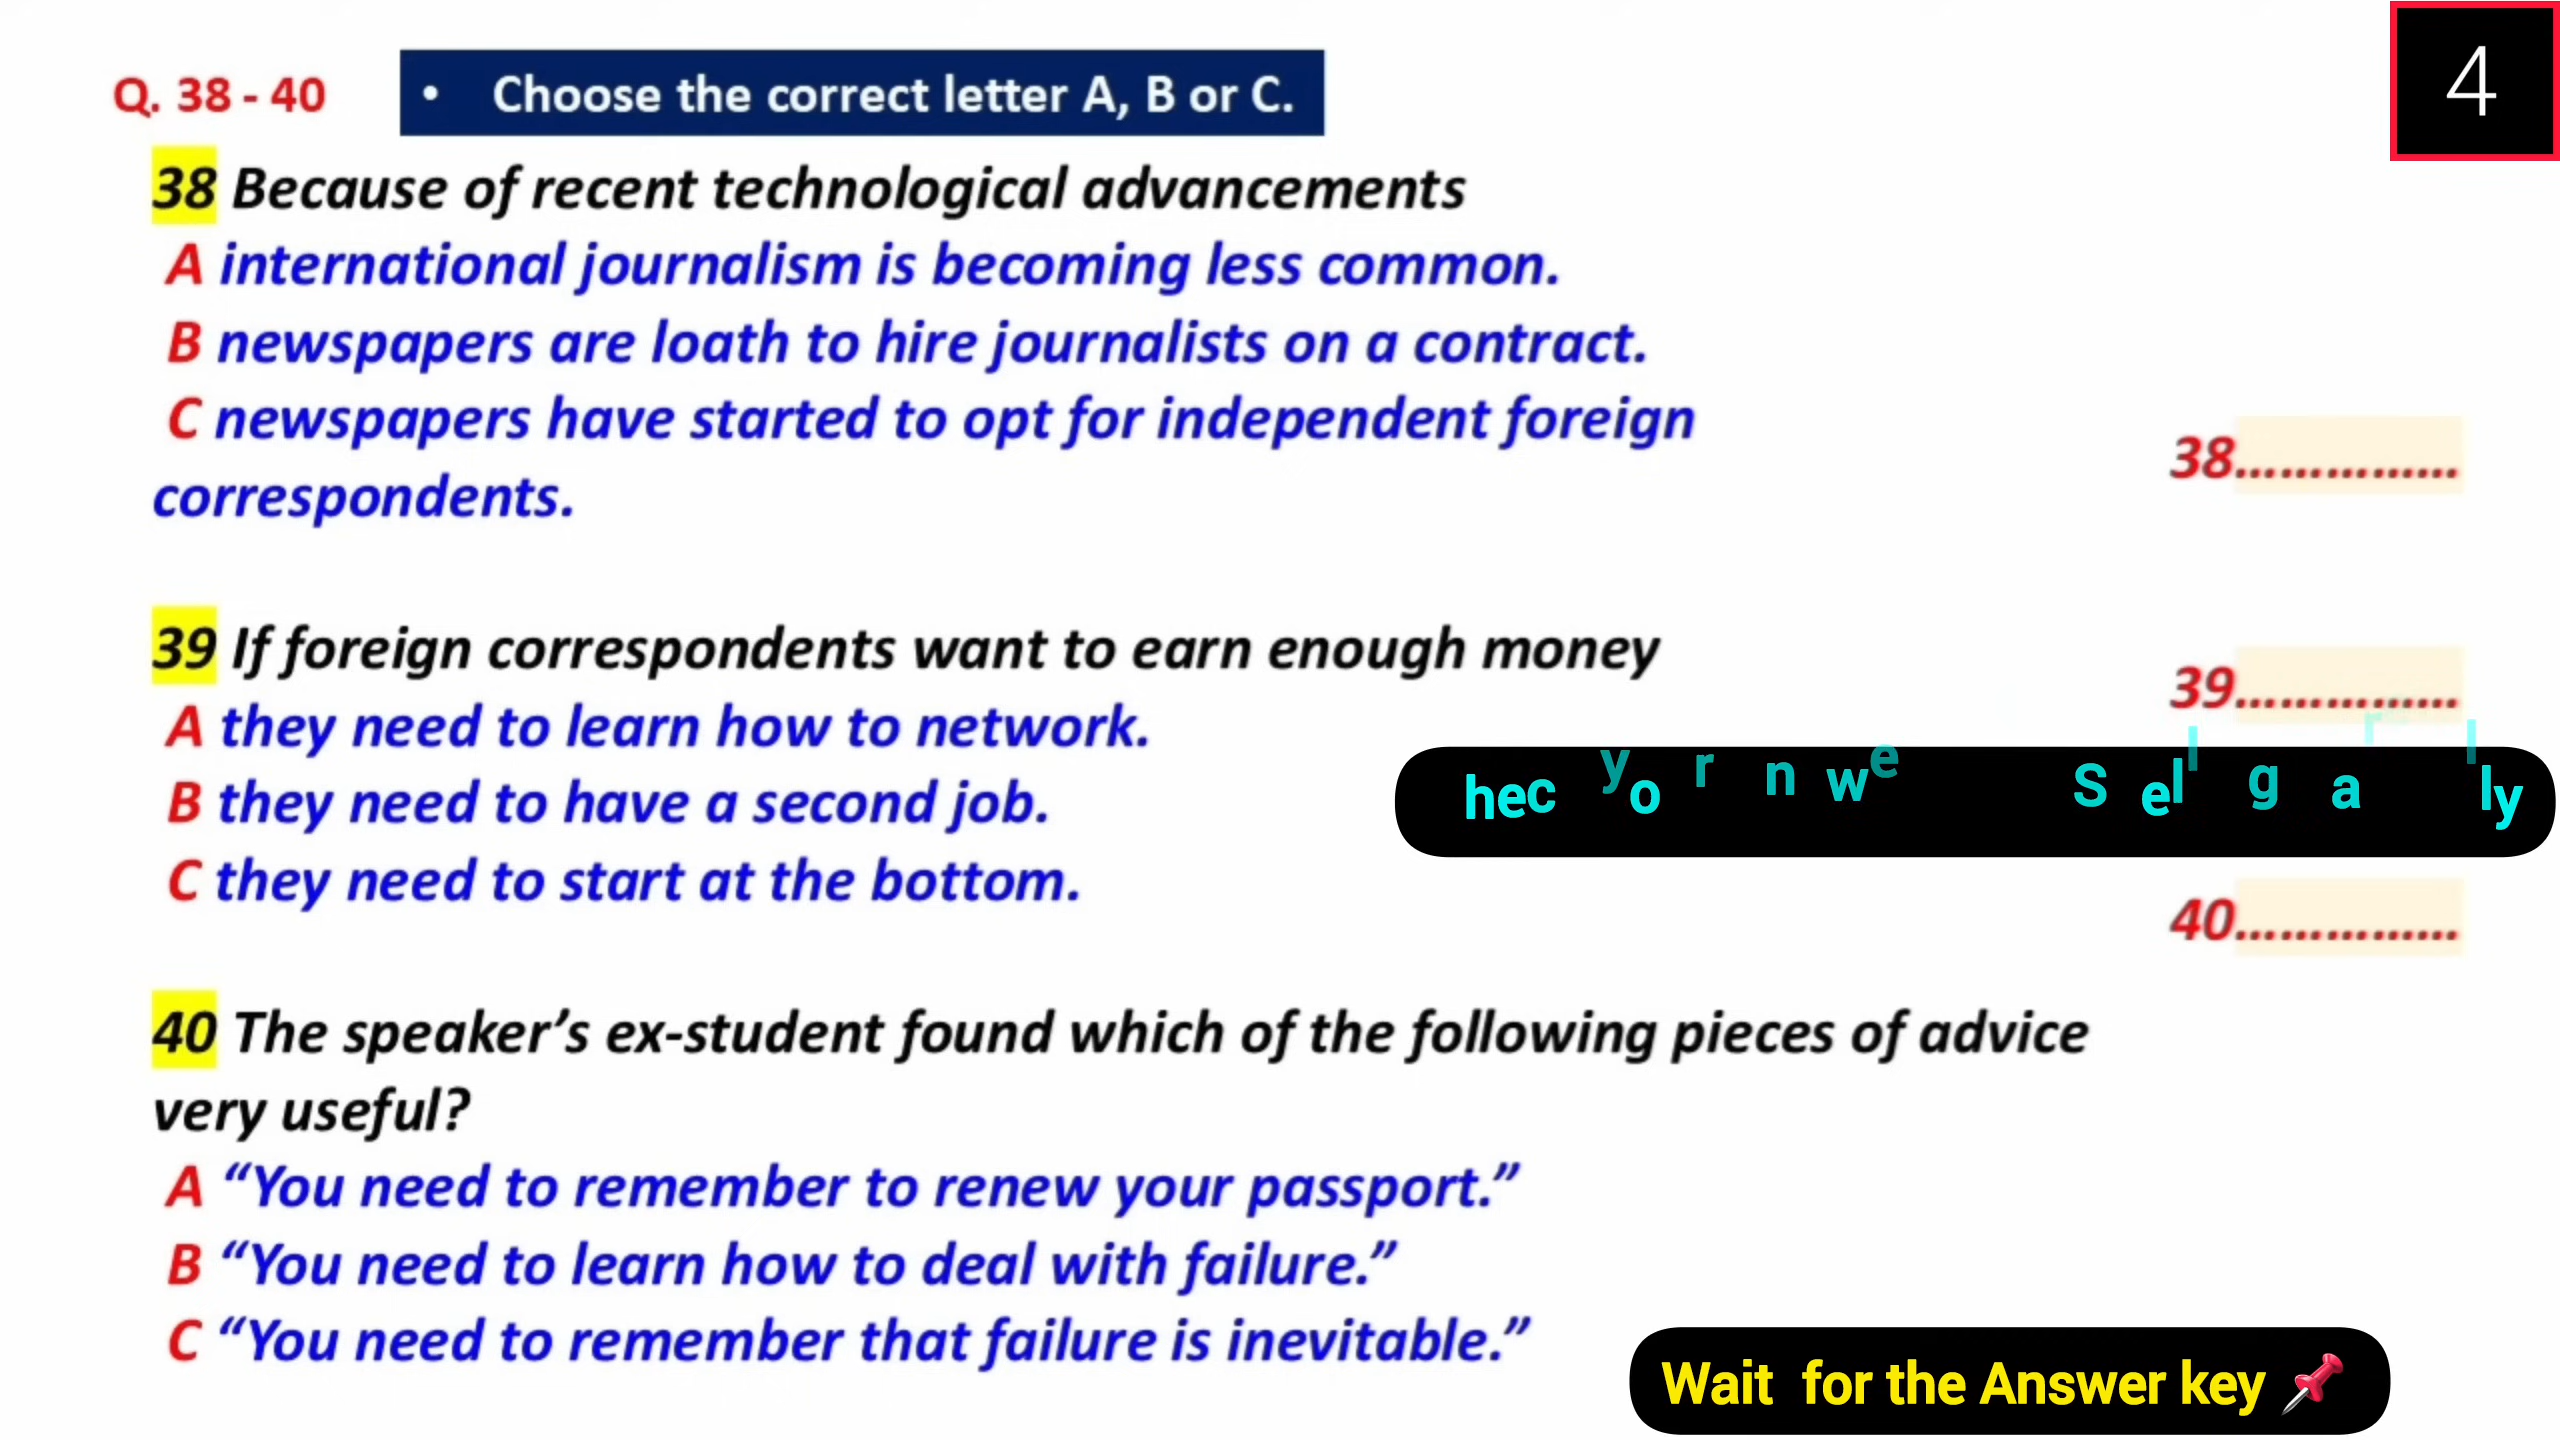 4
Q. 38 - 40
• Choose the correct letter A, B or C.
38 Because of recent technological advancements
A international journalism is becoming less common.
B newspapers are loath to hire journalists on a contract.
C newspapers have started to opt for independent foreign
correspondents.
38...............
39 If foreign correspondents want to earn enough money
39...............
A they need to learn how to network.
B they need to have a second job.
C they need to start at the bottom.
40...............
40 The speaker’s ex-student found which of the following pieces of advice
very useful?
A “You need to remember to renew your passport.”
B “You need to learn how to deal with failure.”
C “You need to remember that failure is inevitable.”
Wait for the Answer key 📌